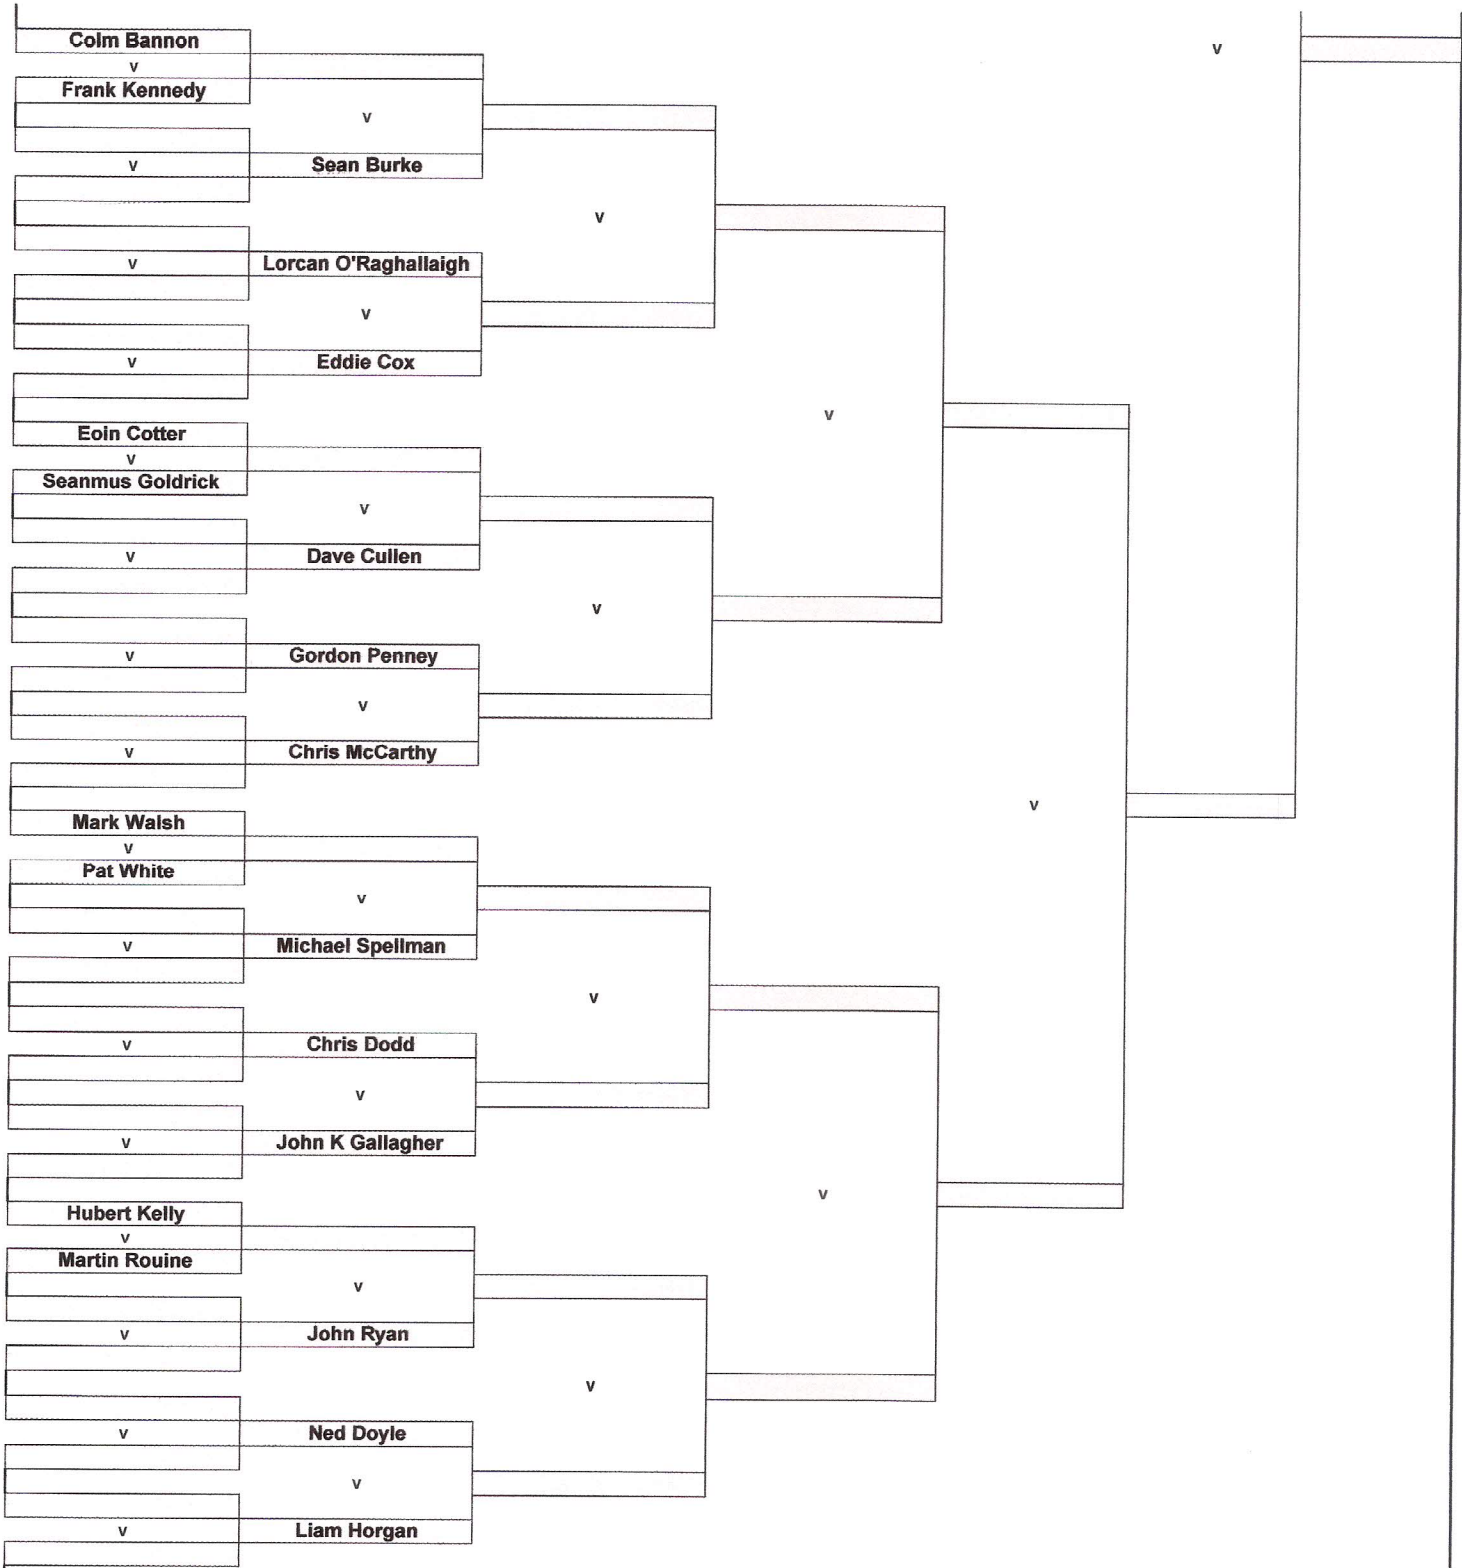 Colm Bannon
v
v
Frank Kennedy
v
v
Sean Burke
v
v
Lorcan O'Raghallaigh
v
v
Eddie Cox
v
Eoin Cotter
v
Seanmus Goldrick
v
v
Dave Cullen
v
v
Gordon Penney
v
v
Chris McCarthy
v
Mark Walsh
v
Pat White
v
v
Michael Spellman
v
v
Chris Dodd
v
v
John K Gallagher
v
Hubert Kelly
v
Martin Rouine
v
v
John Ryan
v
v
Ned Doyle
v
v
Liam Horgan